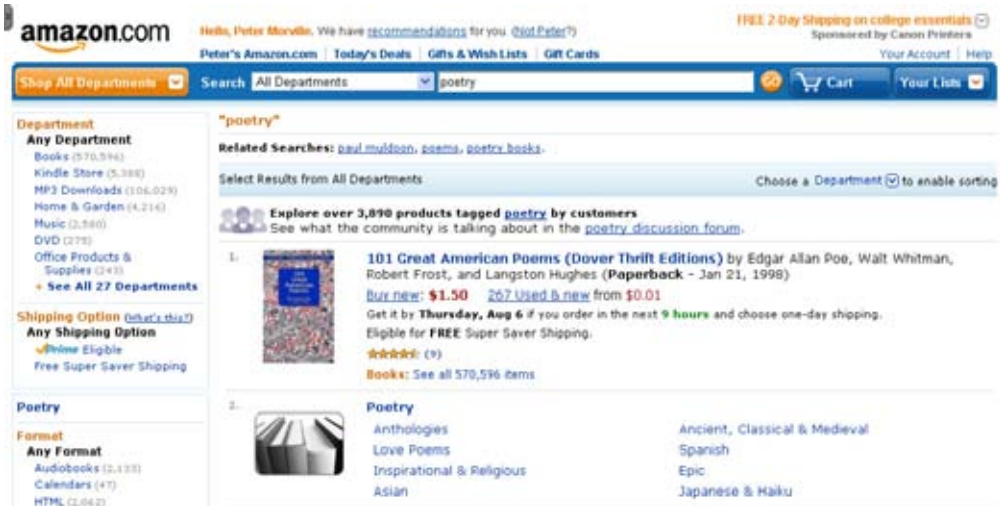 amazon.com
Hello, Peter Morville. We have recommendations for you. (Not Peter?)
FREE 2-Day Shipping on college essentials
Sponsored by Canon Printers
Peter's Amazon.com | Today's Deals | Gifts & Wish Lists | Gift Cards
Your Account | Help
Shop All Departments
Search All Departments poetry GO Cart Your Lists
Department
Any Department
Books (570,596)
Kindle Store (5,388)
MP3 Downloads (106,029)
Home & Garden (4,216)
Music (2,580)
DVD (275)
Office Products &
Supplies (243)
See All 27 Departments
Shipping Option (What's this?)
Any Shipping Option
Prime Eligible
Free Super Saver Shipping
Poetry
Format
Any Format
Audiobooks (2,133)
Calendars (47)
HTML (2,062)
"poetry"
Related Searches: paul muldoon, poems, poetry books.
Select Results from All Departments
Choose a Department to enable sorting
Explore over 3,890 products tagged poetry by customers
See what the community is talking about in the poetry discussion forum.
1.
101 Great American Poems (Dover Thrift Editions) by Edgar Allan Poe, Walt Whitman,
Robert Frost, and Langston Hughes (Paperback - Jan 21, 1998)
Buy new: $1.50 267 Used & new from $0.01
Get it by Thursday, Aug 6 if you order in the next 9 hours and choose one-day shipping.
Eligible for FREE Super Saver Shipping.
(9)
Books: See all 570,596 items
2.
Poetry
Anthologies
Love Poems
Inspirational & Religious
Asian
Ancient, Classical & Medieval
Spanish
Epic
Japanese & Haiku